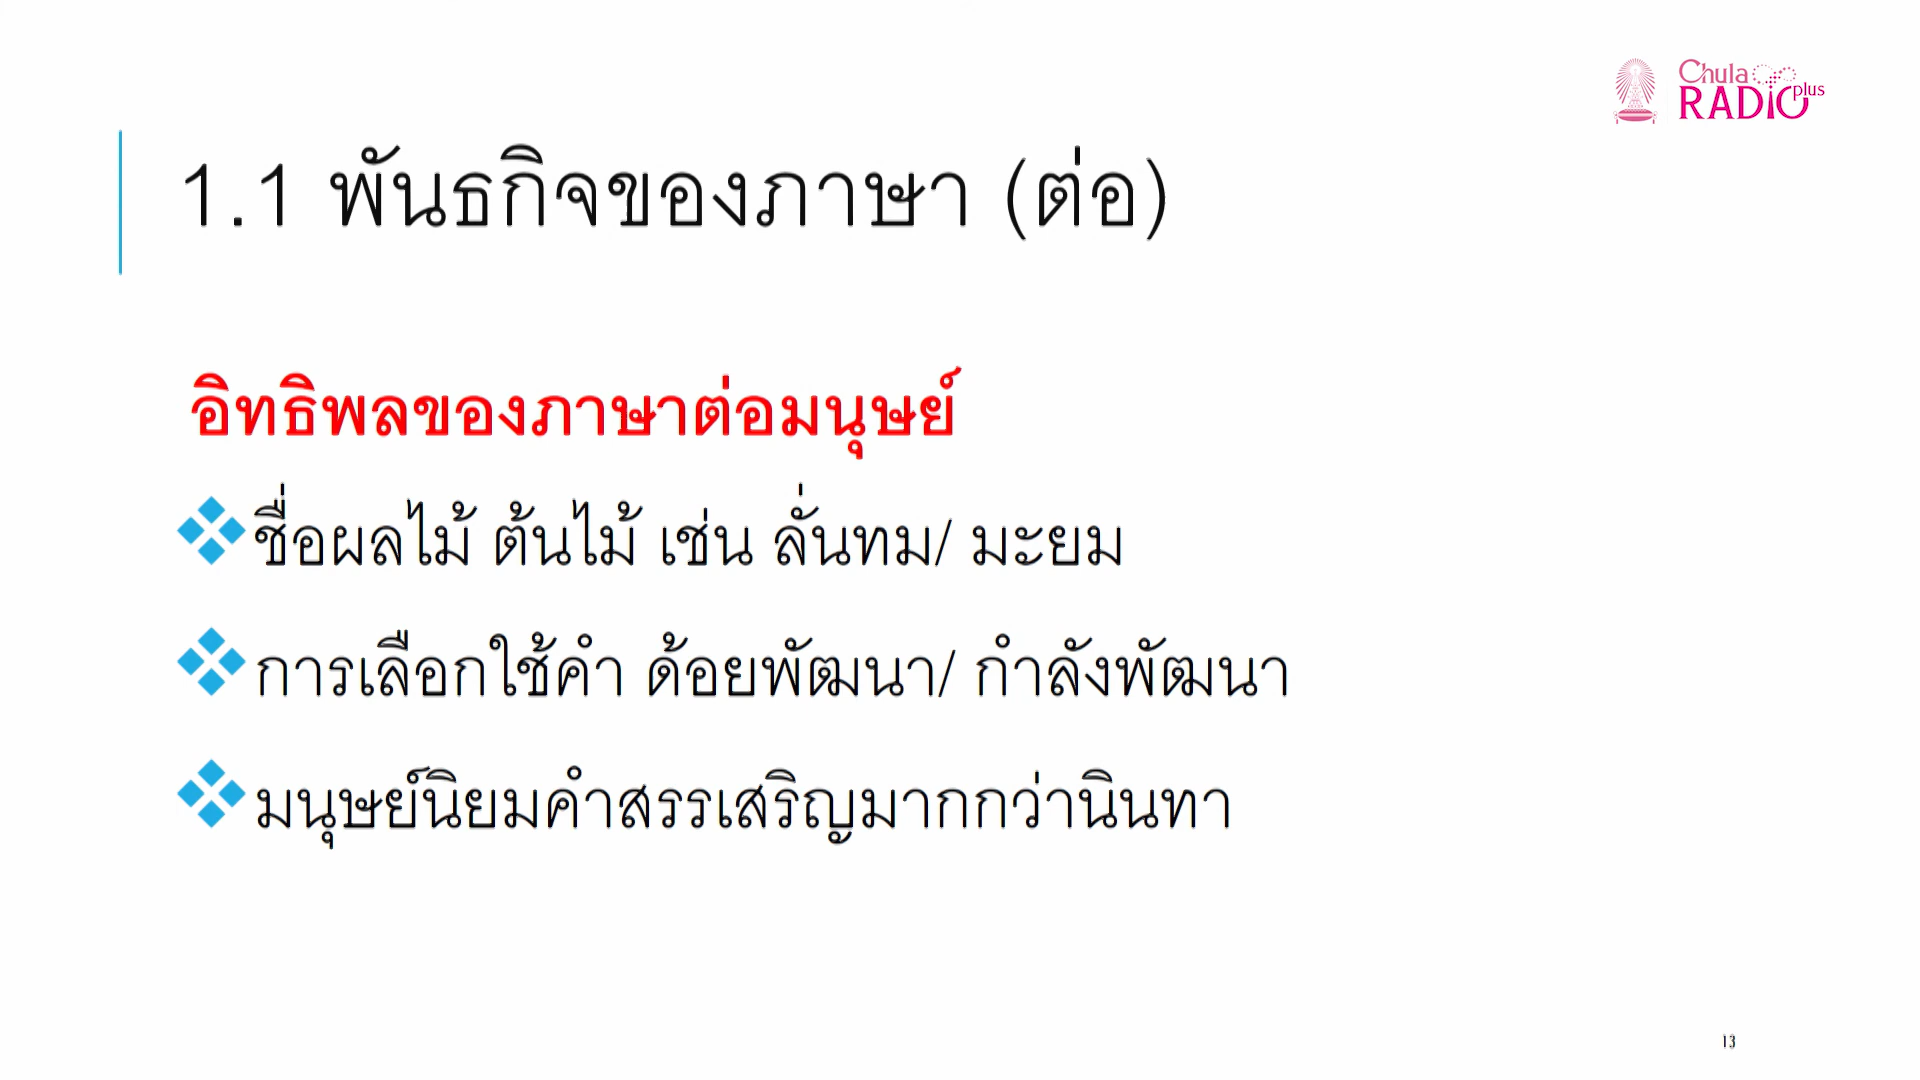 Chula
RADIO plus
1.1 พันธกิจของภาษา (ต่อ)
อิทธิพลของภาษาต่อมนุษย์
ชื่อผลไม้ ต้นไม้ เช่น ลั่นทม/ มะยม
การเลือกใช้คำ ด้อยพัฒนา/ กำลังพัฒนา
มนุษย์นิยมคำสรรเสริญมากกว่านินทา
13